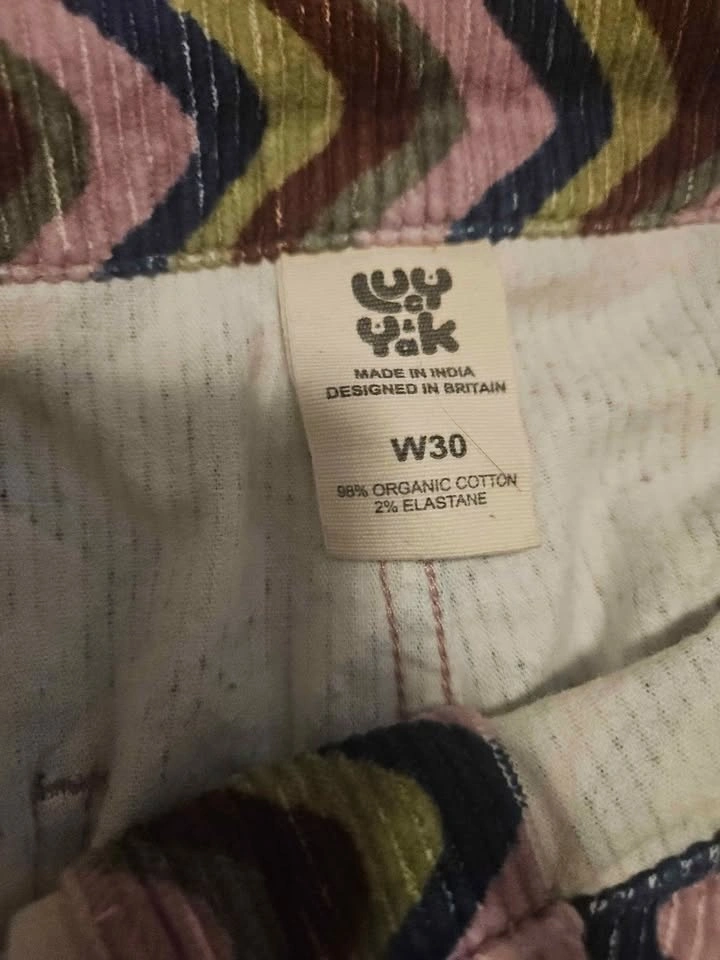 Lucy
& Yak
MADE IN INDIA
DESIGNED IN BRITAIN
W30
98% ORGANIC COTTON
2% ELASTANE